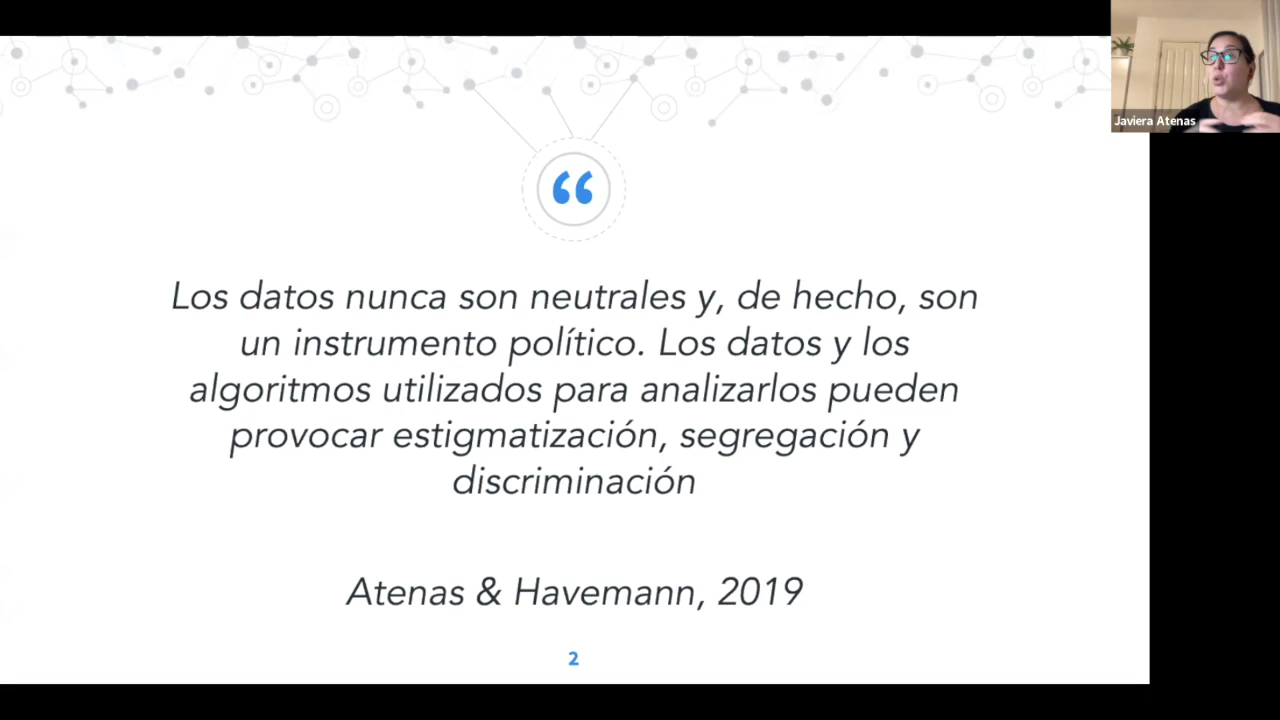 Javiera Atenas
“
Los datos nunca son neutrales y, de hecho, son
un instrumento político. Los datos y los
algoritmos utilizados para analizarlos pueden
provocar estigmatización, segregación y
discriminación
Atenas & Havemann, 2019
2